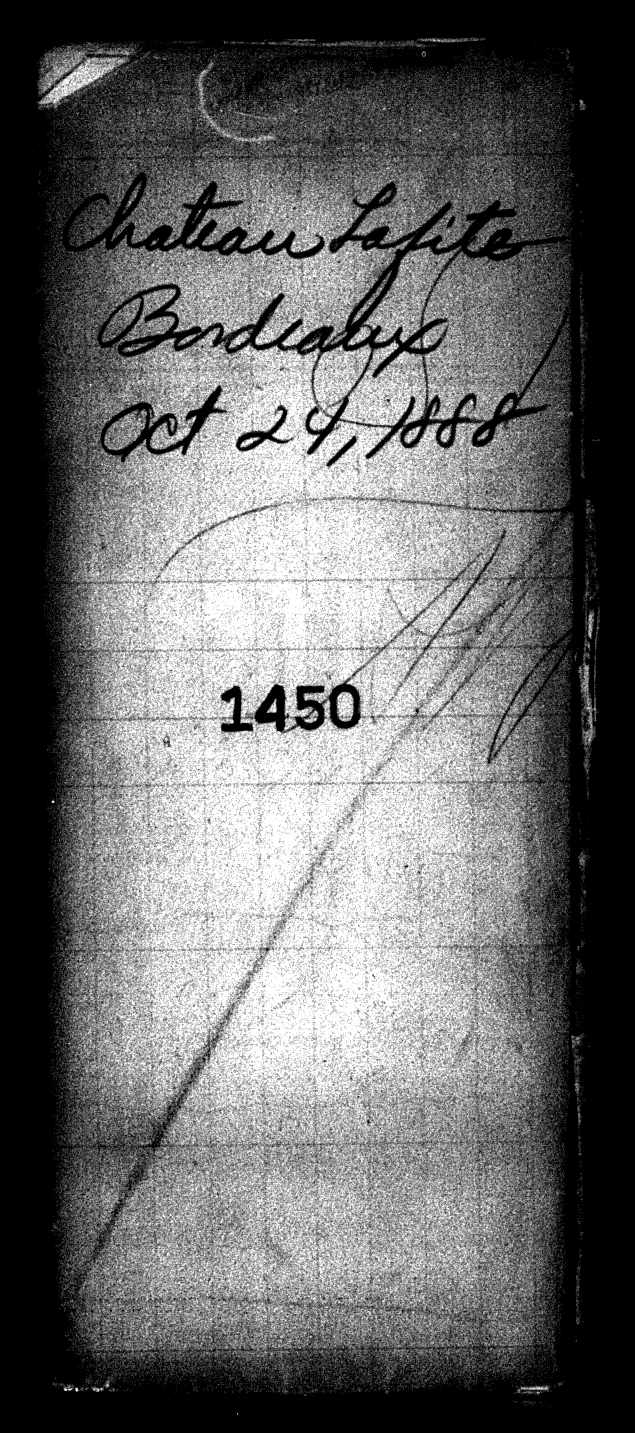 Chateau Lafite
Bordeaux
Oct 24, 1888
1450